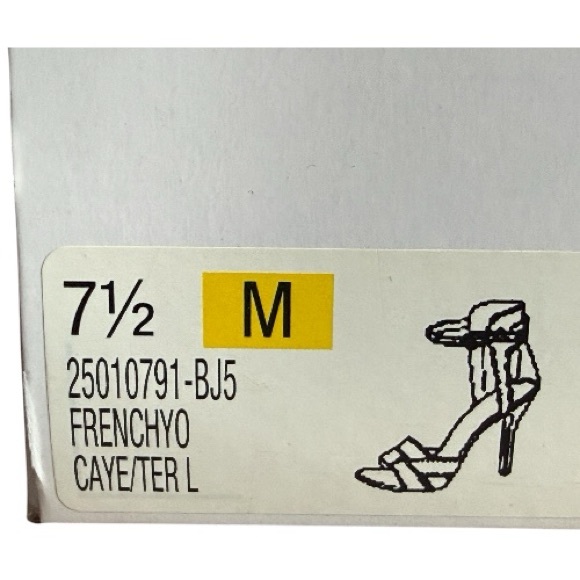 7½ M
25010791-BJ5
FRENCHYO
CAYE/TER L